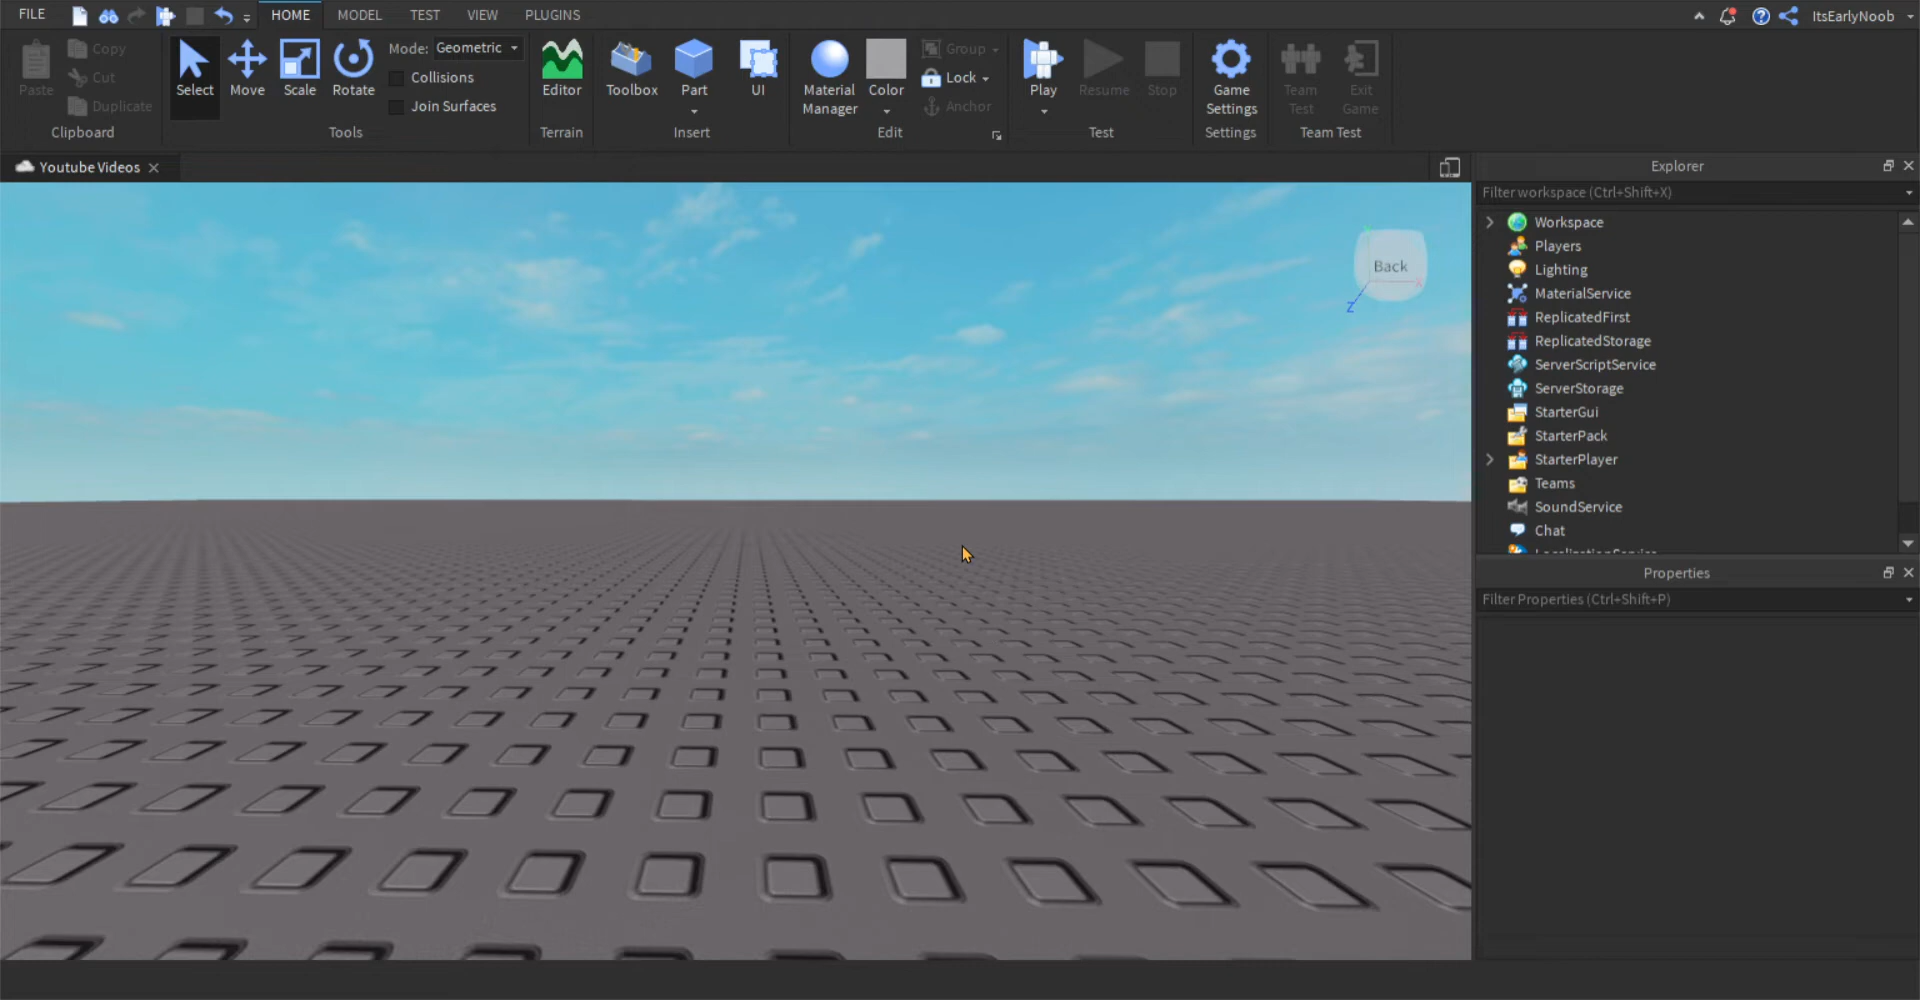 FILE HOME MODEL TEST VIEW PLUGINS ItsEarlyNoob
Paste Copy Cut Duplicate
Clipboard
Select Move Scale Rotate Mode: Geometric
Collisions
Join Surfaces
Tools
Editor
Terrain
Toolbox Part UI
Insert
Material Manager Color Group Lock Anchor
Edit
Play Resume Stop
Test
Game Settings
Settings
Team Test Exit Game
Team Test
Youtube Videos
Back
X
Z
Explorer
Filter workspace (Ctrl+Shift+X)
Workspace
Players
Lighting
MaterialService
ReplicatedFirst
ReplicatedStorage
ServerScriptService
ServerStorage
StarterGui
StarterPack
StarterPlayer
Teams
SoundService
Chat
LocalizationService
Properties
Filter Properties (Ctrl+Shift+P)